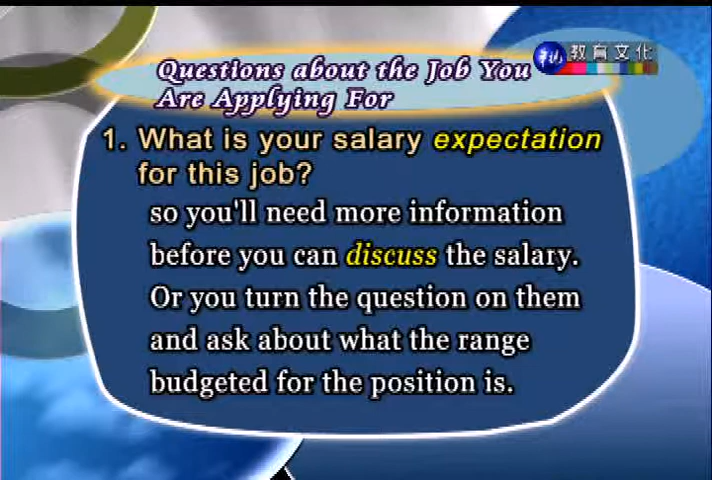 Questions about the Job You
Are Applying For
教育文化
1. What is your salary expectation
for this job?
so you'll need more information
before you can discuss the salary.
Or you turn the question on them
and ask about what the range
budgeted for the position is.